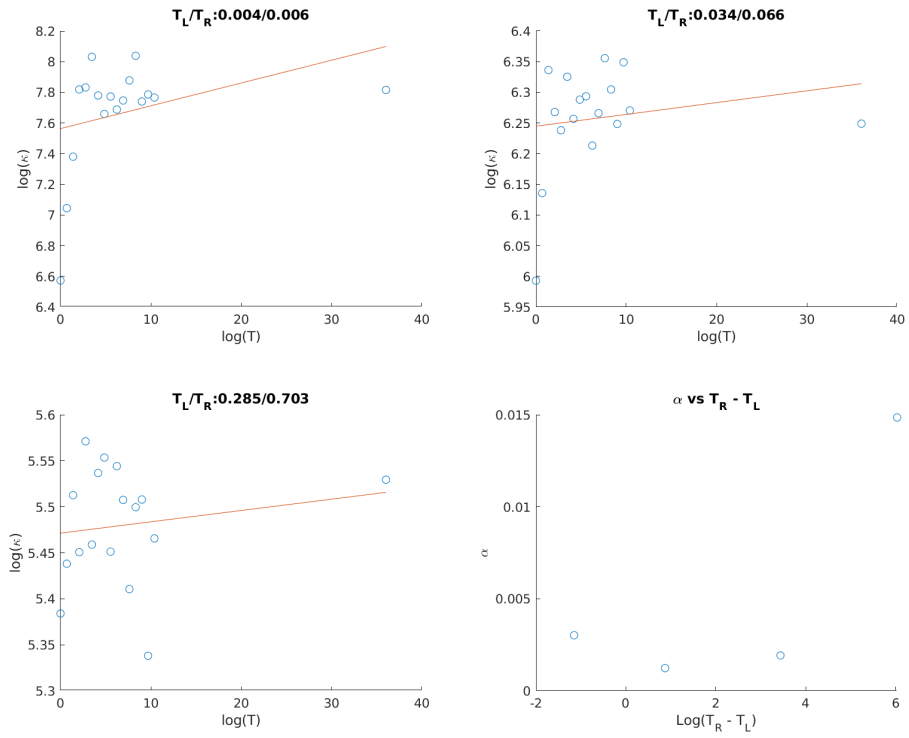 T_L/T_R:0.004/0.006
8.2
8
7.8
7.6
7.4
7.2
7
6.8
6.6
6.4
log(κ)
0 10 20 30 40
log(T)
T_L/T_R:0.034/0.066
6.4
6.35
6.3
6.25
6.2
6.15
6.1
6.05
6
5.95
log(κ)
0 10 20 30 40
log(T)
T_L/T_R:0.285/0.703
5.6
5.55
5.5
5.45
5.4
5.35
5.3
log(κ)
0 10 20 30 40
log(T)
α vs T_R - T_L
0.015
0.01
0.005
0
α
-2 0 2 4 6
Log(T_R - T_L)